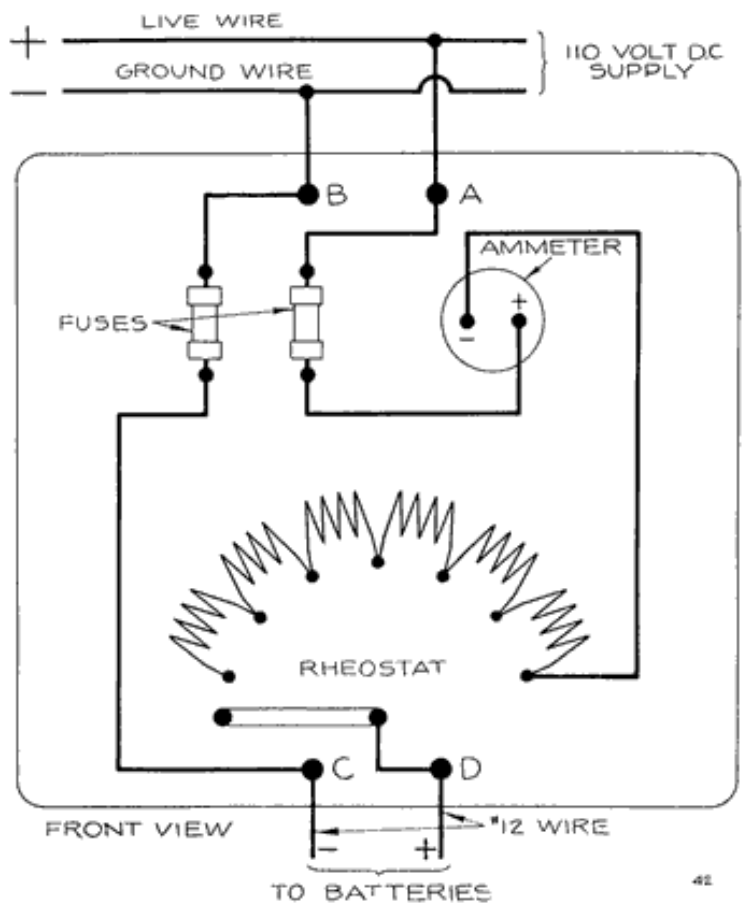 LIVE WIRE
+
GROUND WIRE
110 VOLT D.C
SUPPLY
−
B
A
AMMETER
FUSES
+
−
RHEOSTAT
C
D
FRONT VIEW
#12 WIRE
− +
TO BATTERIES
42